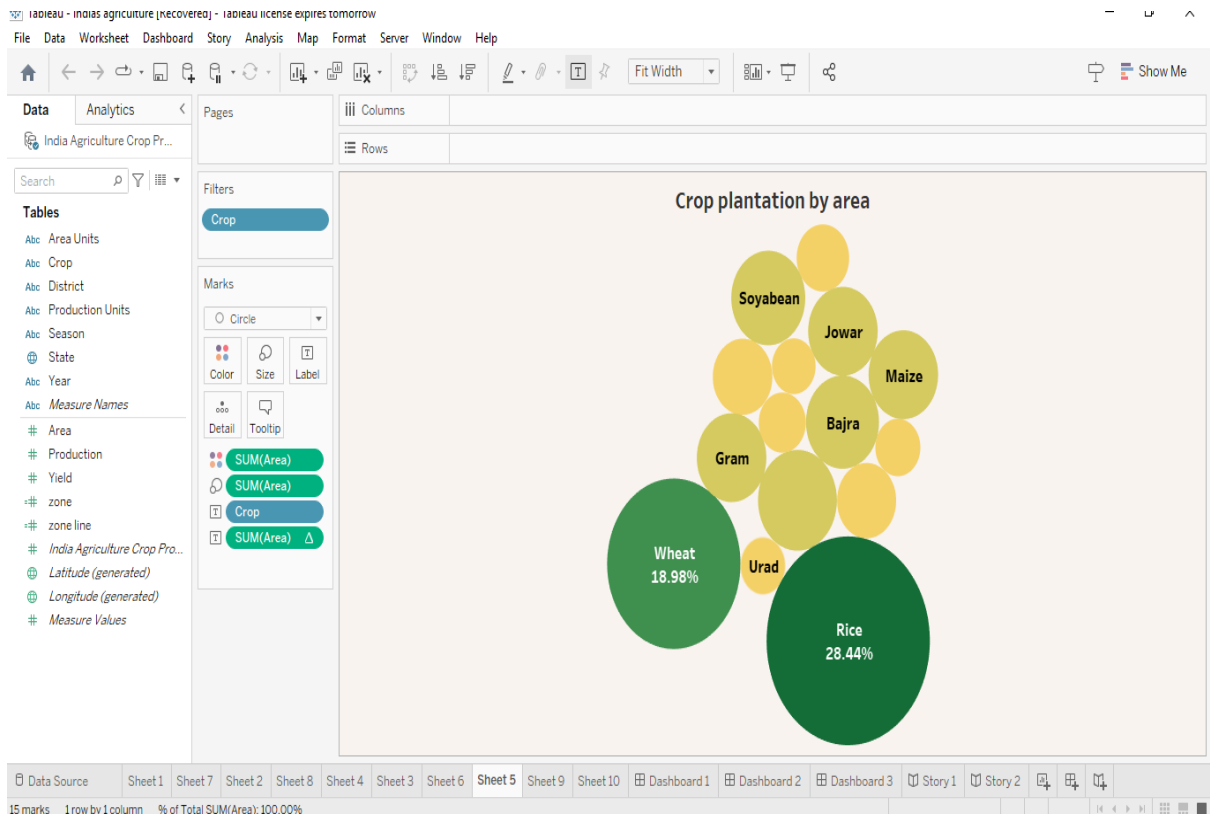 Tableau - Indias agriculture [Recovered] - Tableau license expires tomorrow
File Data Worksheet Dashboard Story Analysis Map Format Server Window Help
Fit Width
Show Me
Data Analytics
India Agriculture Crop Pr...
Search
Tables
Abc Area Units
Abc Crop
Abc District
Abc Production Units
Abc Season
State
Abc Year
Abc Measure Names
# Area
# Production
# Yield
=# zone
=# zone line
# India Agriculture Crop Pro...
Latitude (generated)
Longitude (generated)
# Measure Values
Pages
Filters
Crop
Marks
Circle
Color Size Label
Detail Tooltip
SUM(Area)
SUM(Area)
Crop
SUM(Area) Δ
iii Columns
Rows
Crop plantation by area
Soyabean
Jowar
Maize
Bajra
Gram
Wheat
18.98%
Urad
Rice
28.44%
Data Source Sheet 1 Sheet 7 Sheet 2 Sheet 8 Sheet 4 Sheet 3 Sheet 6 Sheet 5 Sheet 9 Sheet 10 Dashboard 1 Dashboard 2 Dashboard 3 Story 1 Story 2
15 marks 1 row by 1 column % of Total SUM(Area): 100.00%